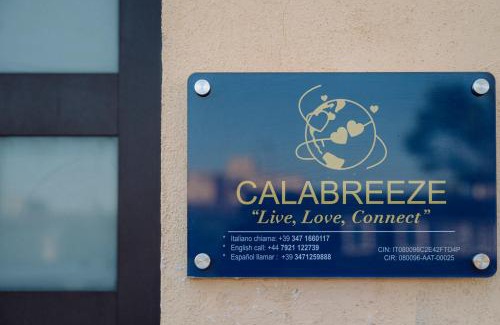 CALABREEZE
“Live, Love, Connect”
* Italiano chiama: +39 347 1660117
* English call: +44 7921 122739
* Español llamar : +39 3471259888
CIN: IT080096C2E42FTO4P
CIR: 080096-AAT-00025